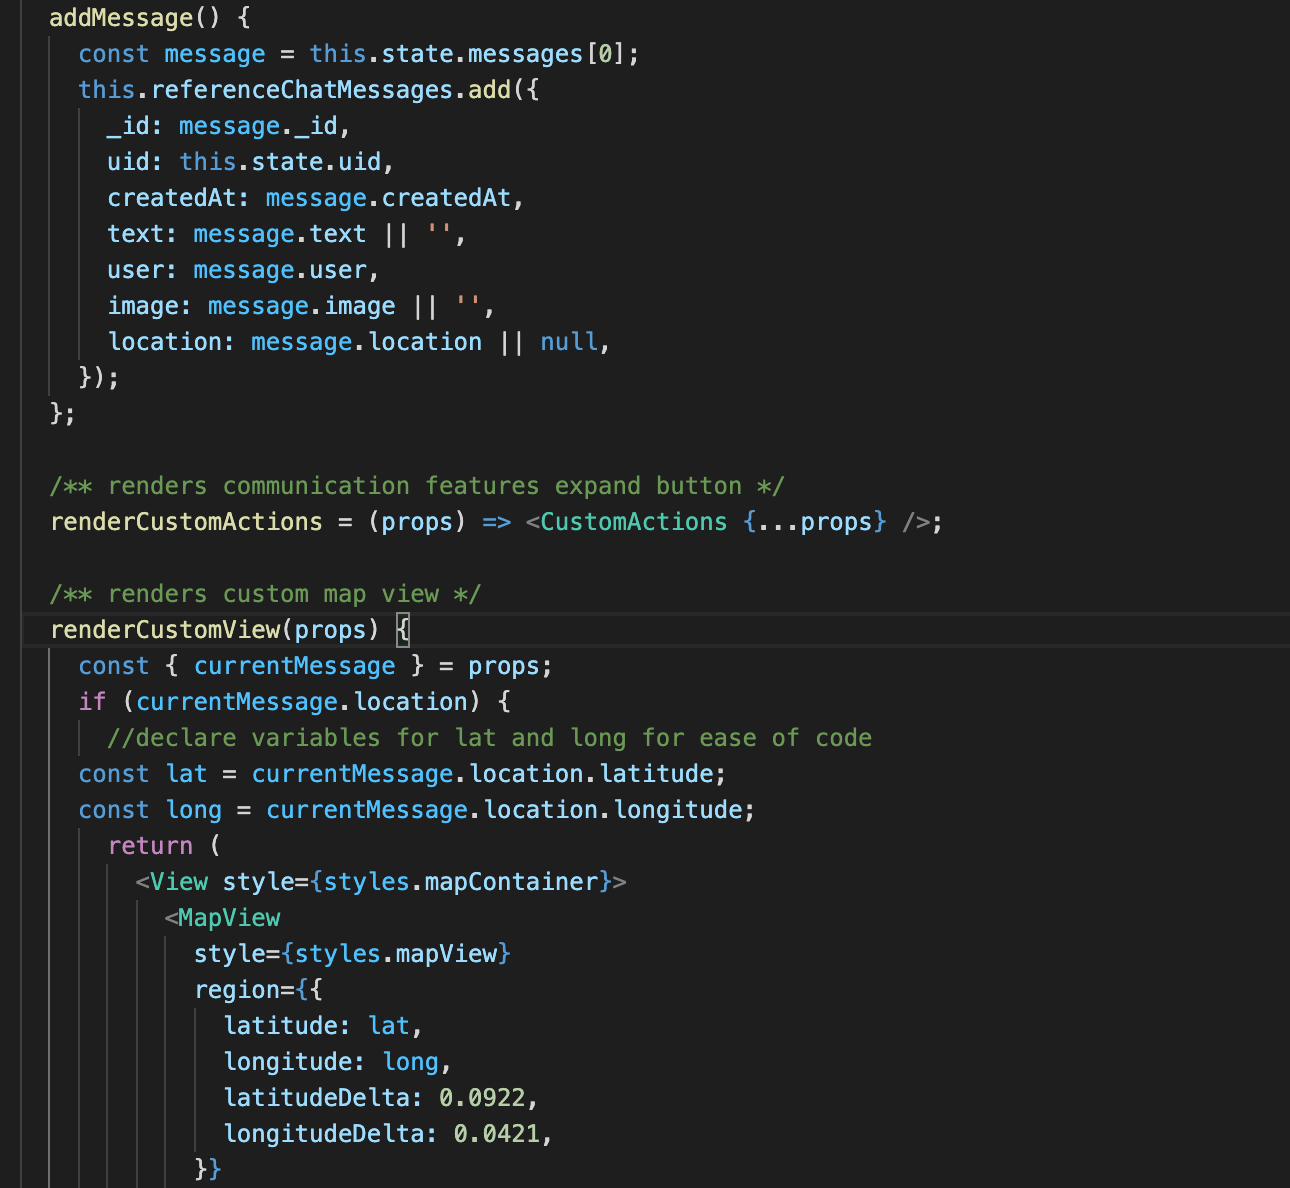 addMessage() {
  const message = this.state.messages[0];
  this.referenceChatMessages.add({
    _id: message._id,
    uid: this.state.uid,
    createdAt: message.createdAt,
    text: message.text || '',
    user: message.user,
    image: message.image || '',
    location: message.location || null,
  });
};

/** renders communication features expand button */
renderCustomActions = (props) => <CustomActions {...props} />;

/** renders custom map view */
renderCustomView(props) {
  const { currentMessage } = props;
  if (currentMessage.location) {
    //declare variables for lat and long for ease of code
  const lat = currentMessage.location.latitude;
  const long = currentMessage.location.longitude;
    return (
      <View style={styles.mapContainer}>
        <MapView
          style={styles.mapView}
          region={{
            latitude: lat,
            longitude: long,
            latitudeDelta: 0.0922,
            longitudeDelta: 0.0421,
          }}